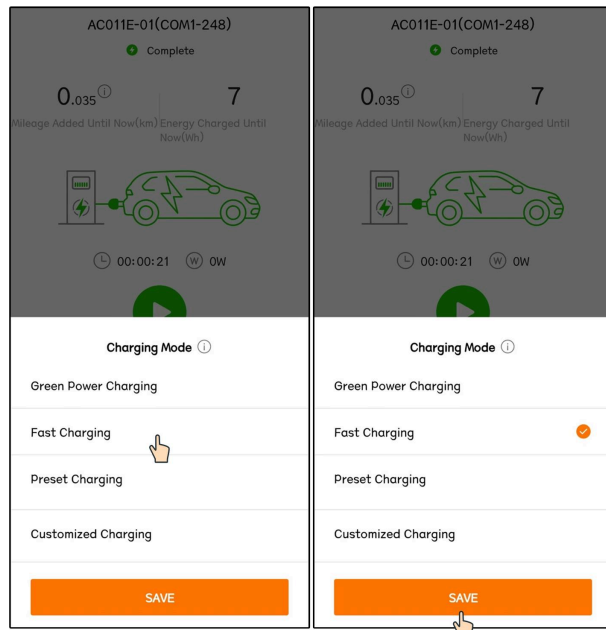 AC011E-01(COM1-248)
Complete
0.035
7
Mileage Added Until Now(km)
Energy Charged Until
Now(Wh)
00:00:21
W 0W
Charging Mode
Green Power Charging
Fast Charging
Preset Charging
Customized Charging
SAVE
AC011E-01(COM1-248)
Complete
0.035
7
Mileage Added Until Now(km)
Energy Charged Until
Now(Wh)
00:00:21
W 0W
Charging Mode
Green Power Charging
Fast Charging
Preset Charging
Customized Charging
SAVE